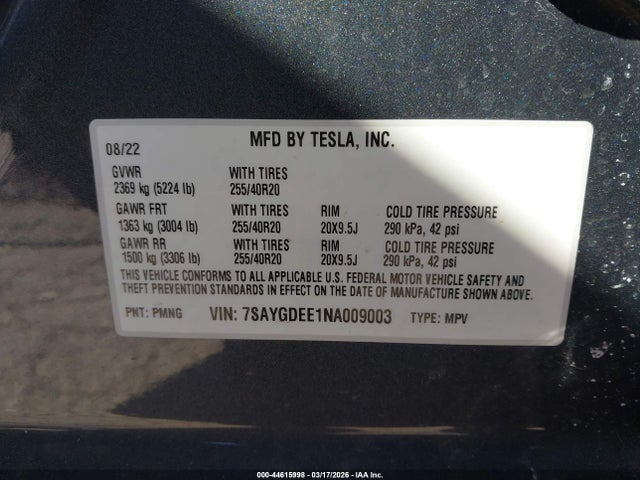 08/22 MFD BY TESLA, INC.
GVWR WITH TIRES
2369 kg (5224 lb) 255/40R20
GAWR FRT WITH TIRES RIM COLD TIRE PRESSURE
1363 kg (3004 lb) 255/40R20 20X9.5J 290 kPa, 42 psi
GAWR RR WITH TIRES RIM COLD TIRE PRESSURE
1500 kg (3306 lb) 255/40R20 20X9.5J 290 kPa, 42 psi
THIS VEHICLE CONFORMS TO ALL APPLICABLE U.S. FEDERAL MOTOR VEHICLE SAFETY AND
THEFT PREVENTION STANDARDS IN EFFECT ON THE DATE OF MANUFACTURE SHOWN ABOVE.
PNT: PMNG VIN: 7SAYGDEE1NA009003 TYPE: MPV
000-44615998 - 03/17/2026 - IAA Inc.